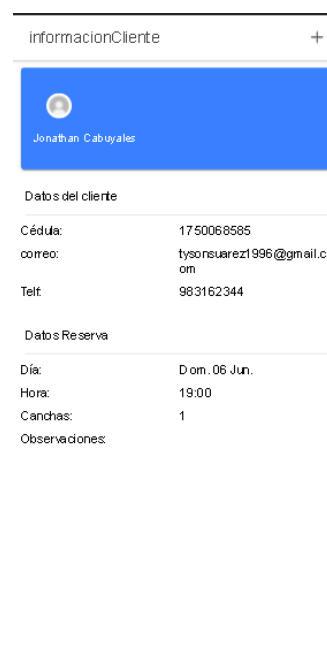 informacionCliente +
Jonathan Cabuyales
Datos del cliente
Cédula: 1750068585
correo: tysonsuarez1996@gmail.c
om
Telf: 983162344
Datos Reserva
Día: Dom. 06 Jun.
Hora: 19:00
Canchas: 1
Observaciones: